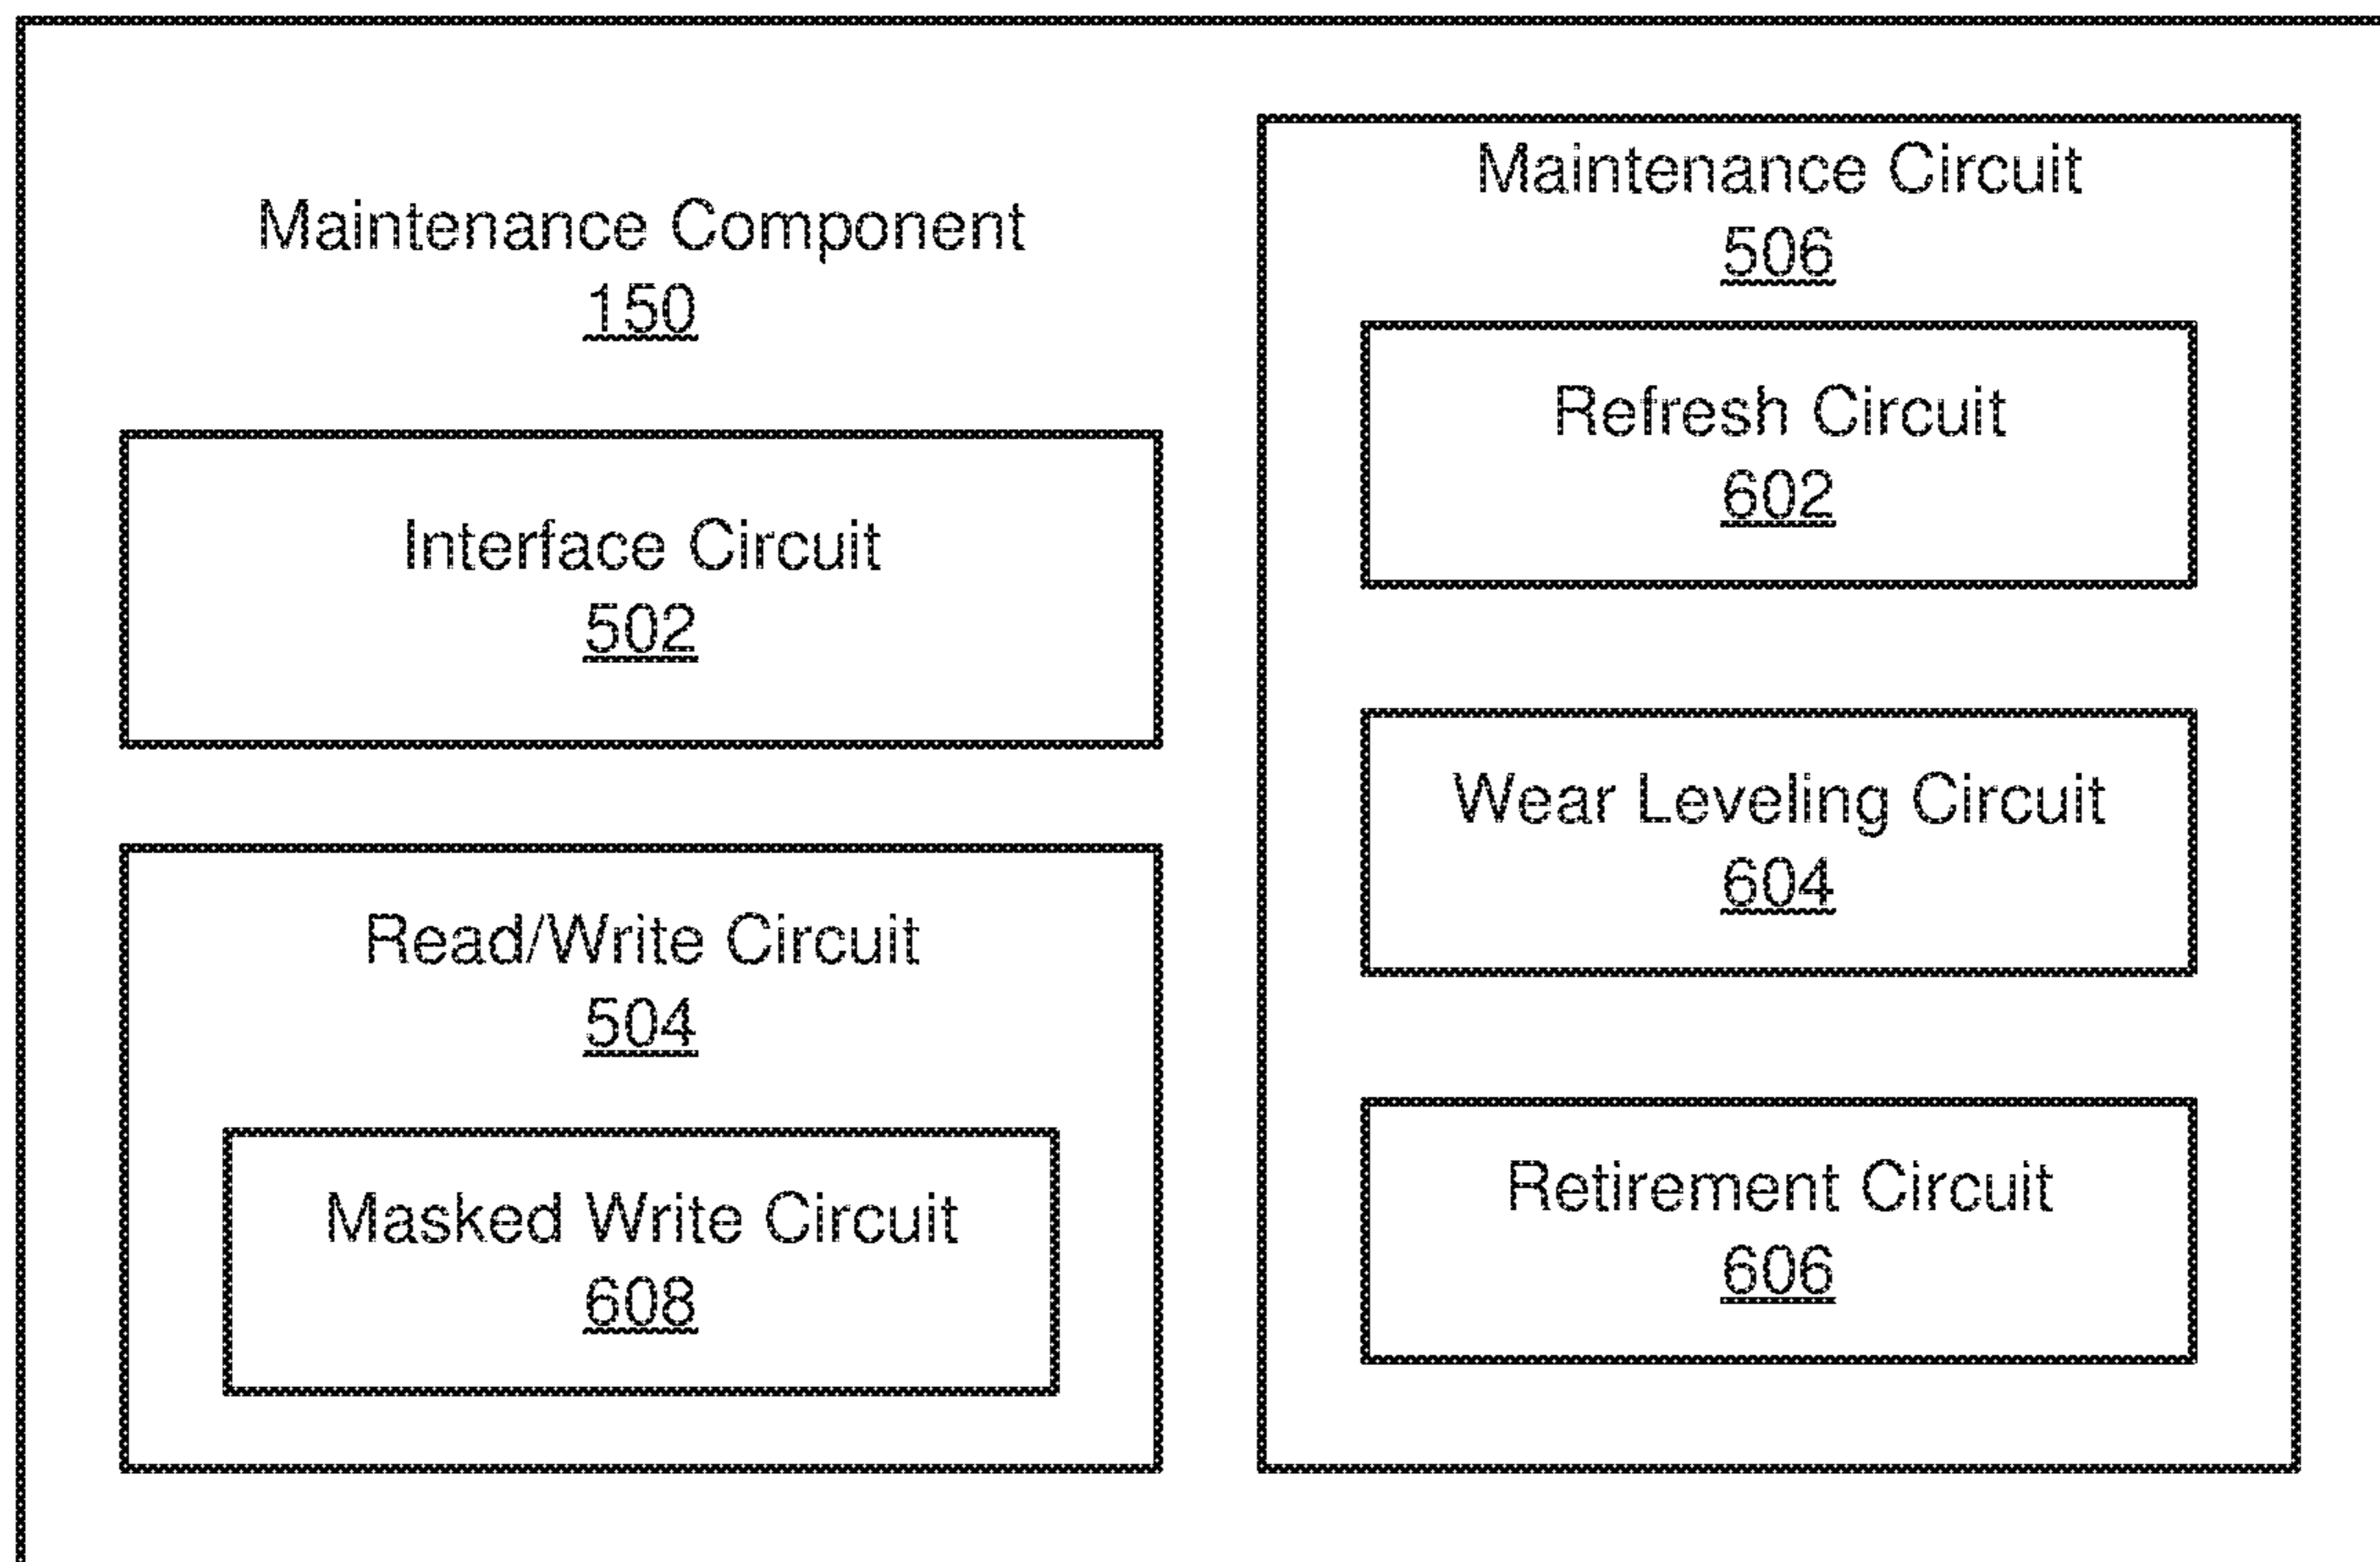 Maintenance Component
150
Interface Circuit
502
Read/Write Circuit
504
Masked Write Circuit
608
Maintenance Circuit
506
Refresh Circuit
602
Wear Leveling Circuit
604
Retirement Circuit
606